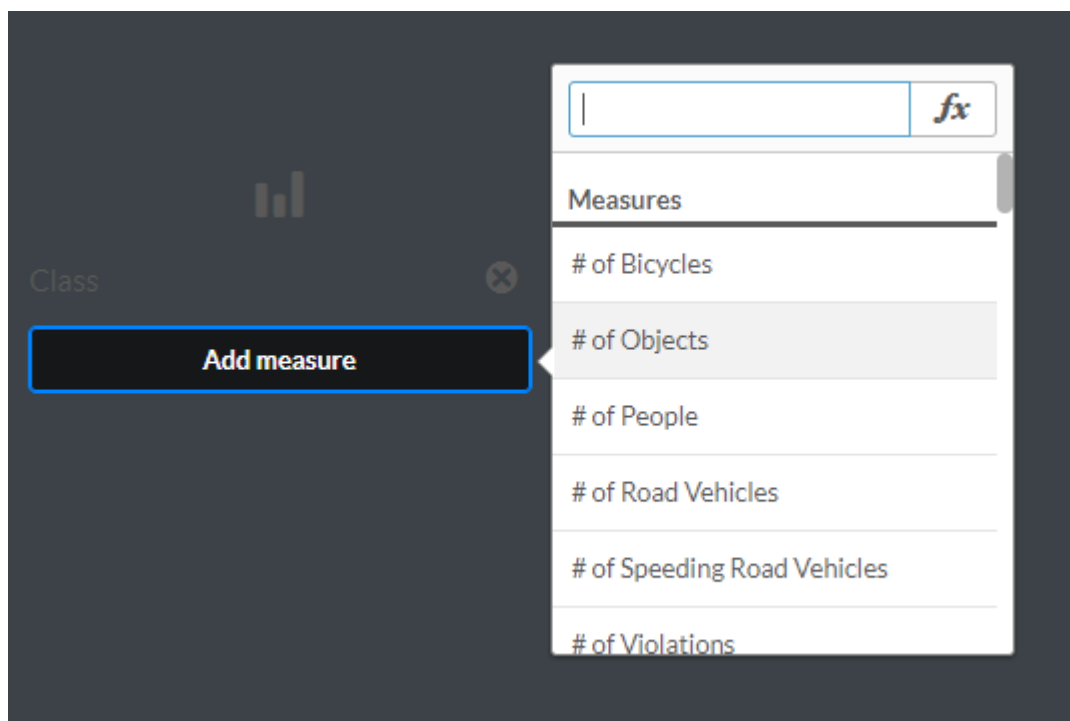 fx
Measures
# of Bicycles
Class
# of Objects
Add measure
# of People
# of Road Vehicles
# of Speeding Road Vehicles
# of Violations